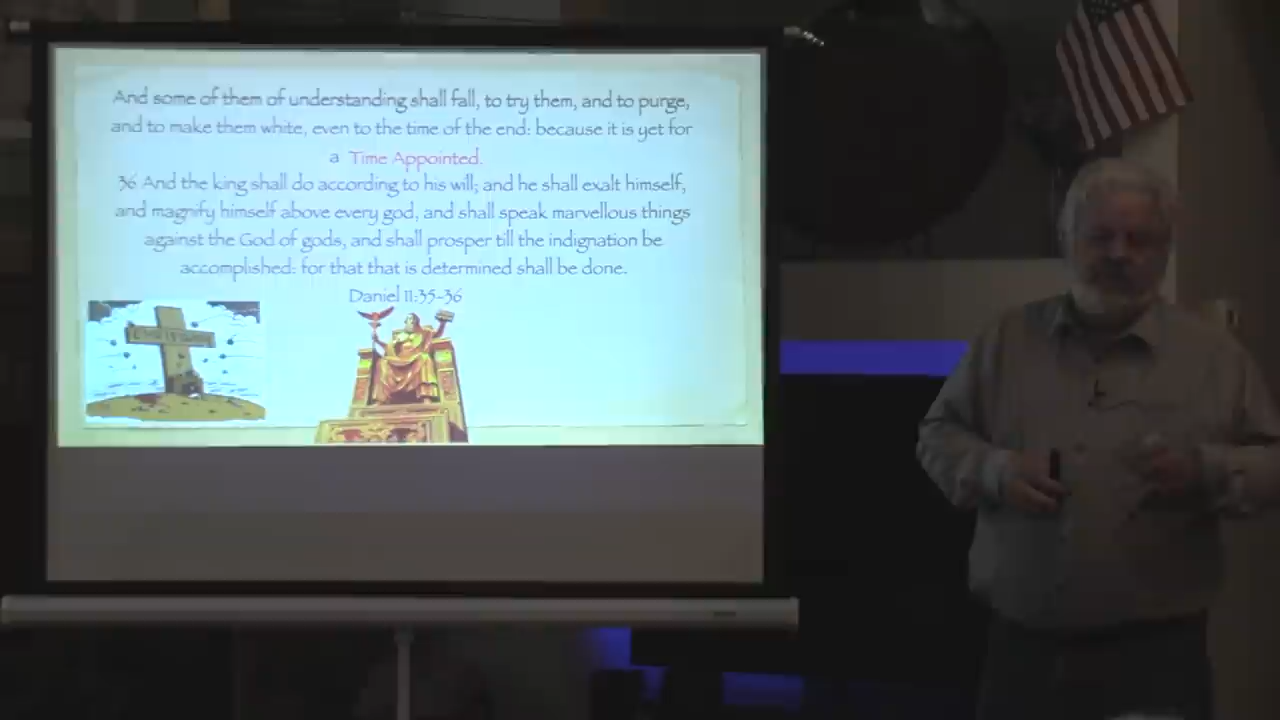 And some of them of understanding shall fall, to try them, and to purge,
and to make them white, even to the time of the end: because it is yet for
a Time Appointed.
36 And the king shall do according to his will; and he shall exalt himself,
and magnify himself above every god, and shall speak marvellous things
against the God of gods, and shall prosper till the indignation be
accomplished: for that that is determined shall be done.
Daniel 11:35-36